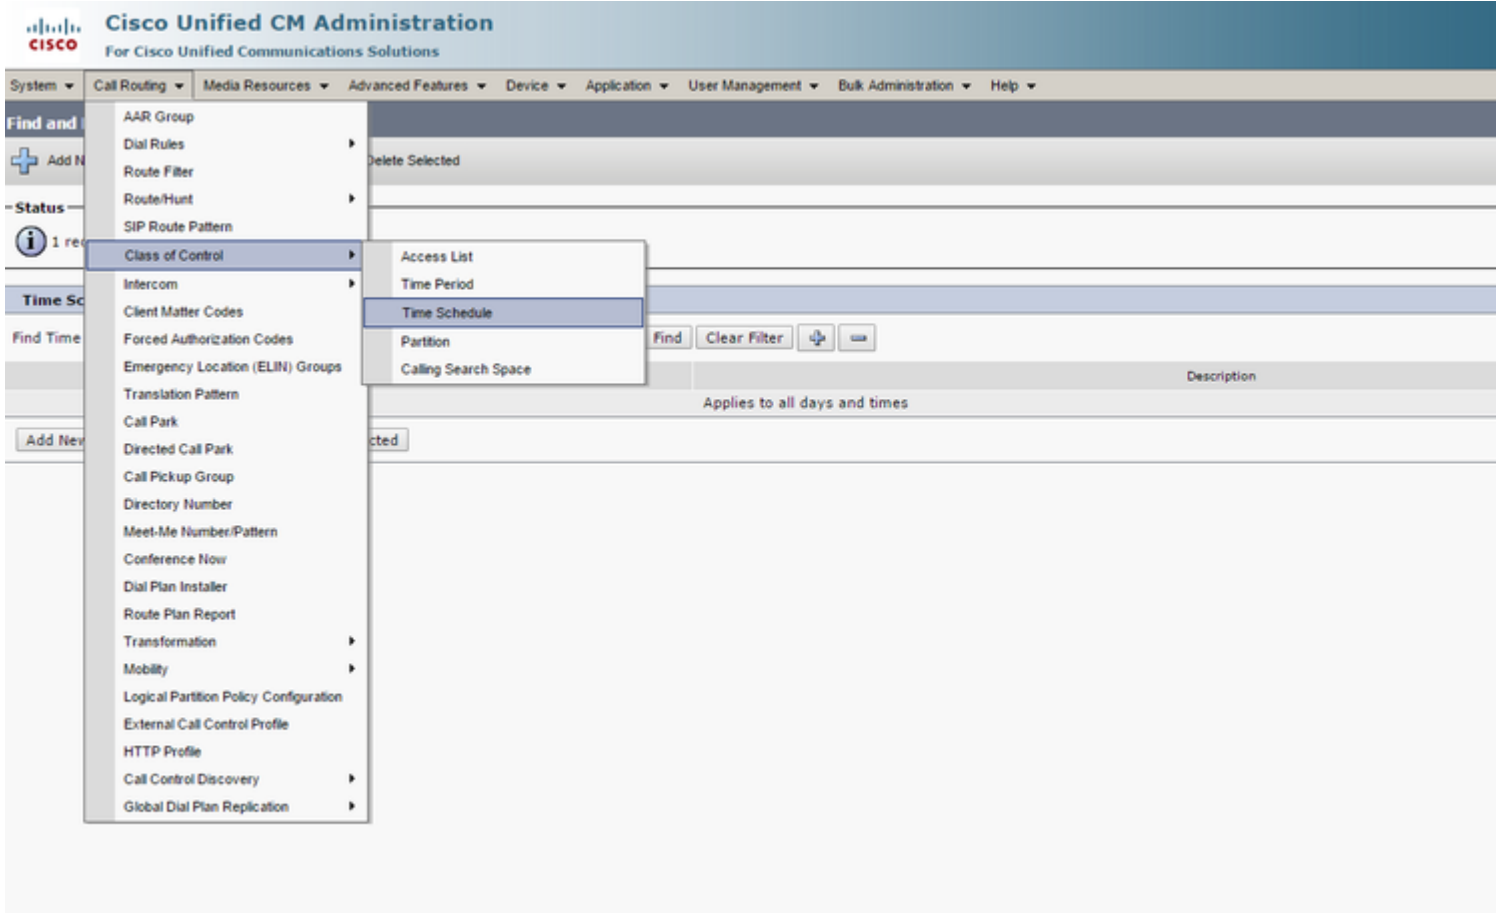 CISCO
Cisco Unified CM Administration
For Cisco Unified Communications Solutions
System Call Routing Media Resources Advanced Features Device Application User Management Bulk Administration Help
Find and
Add N
Delete Selected
Status
1 rec
AAR Group
Dial Rules
Route Filter
Route/Hunt
SIP Route Pattern
Class of Control
Intercom
Client Matter Codes
Forced Authorization Codes
Emergency Location (ELIN) Groups
Translation Pattern
Call Park
Directed Call Park
Call Pickup Group
Directory Number
Meet-Me Number/Pattern
Conference Now
Dial Plan Installer
Route Plan Report
Transformation
Mobility
Logical Partition Policy Configuration
External Call Control Profile
HTTP Profile
Call Control Discovery
Global Dial Plan Replication
Access List
Time Period
Time Schedule
Partition
Calling Search Space
Time Sc
Find Time
Find Clear Filter
Description
Applies to all days and times
Add New
cted